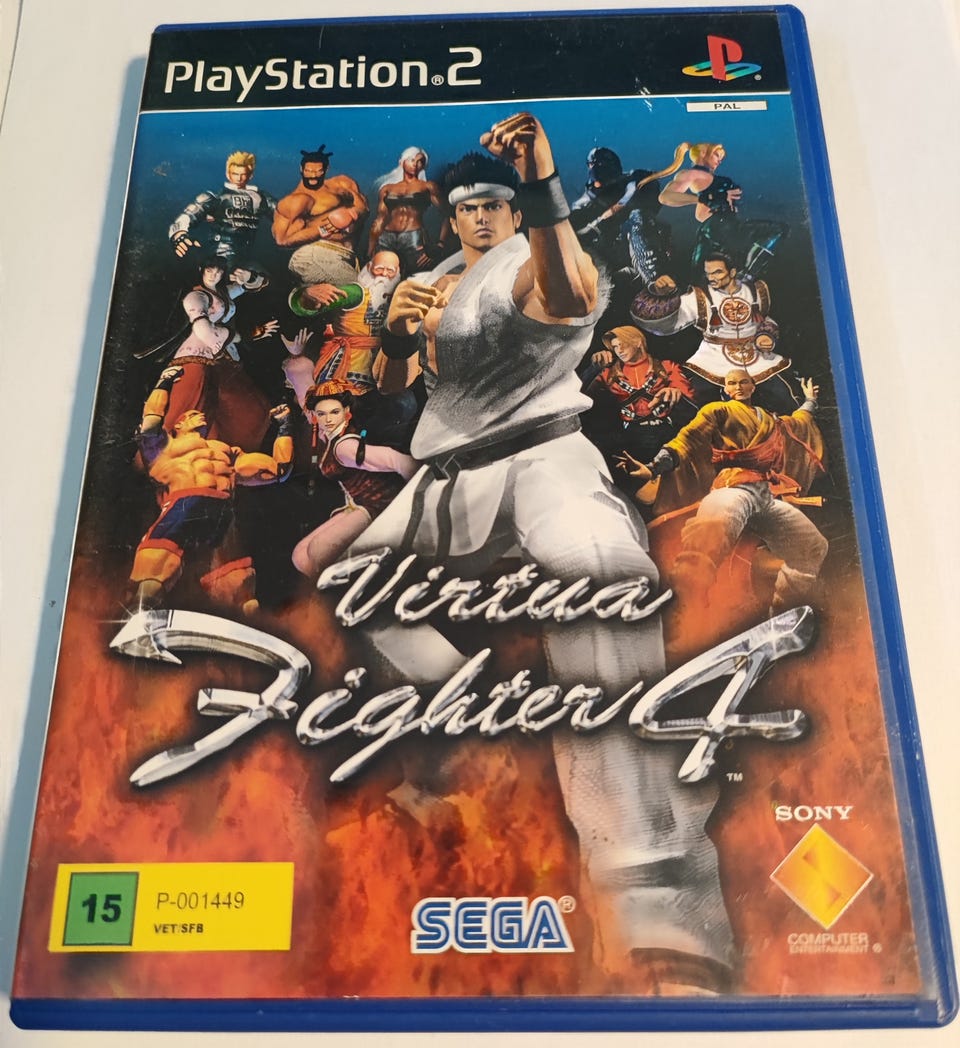 PlayStation®2
PAL
Virtua
Fighter 4
TM
SONY
15 P-001449
VET/SFB
SEGA®
COMPUTER
ENTERTAINMENT®